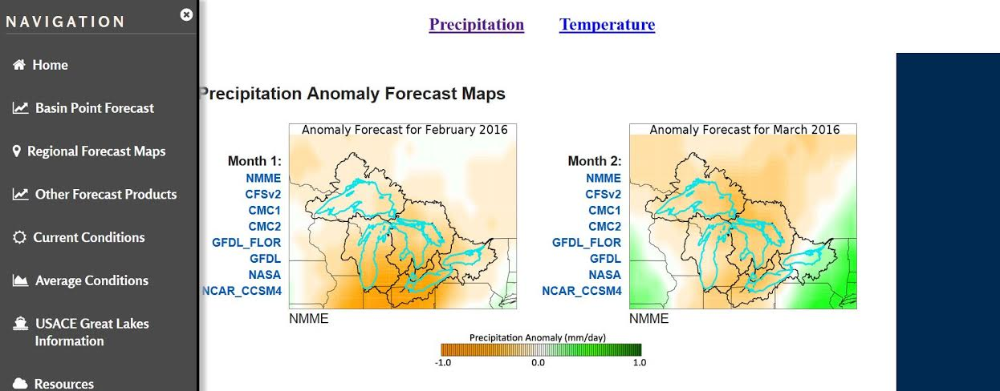 NAVIGATION
Home
Basin Point Forecast
Regional Forecast Maps
Other Forecast Products
Current Conditions
Average Conditions
USACE Great Lakes
Information
Resources
Precipitation Temperature
Precipitation Anomaly Forecast Maps
Anomaly Forecast for February 2016
Month 1:
NMME
CFSv2
CMC1
CMC2
GFDL_FLOR
GFDL
NASA
NCAR_CCSM4
NMME
Anomaly Forecast for March 2016
Month 2:
NMME
CFSv2
CMC1
CMC2
GFDL_FLOR
GFDL
NASA
NCAR_CCSM4
NMME
Precipitation Anomaly (mm/day)
-1.0 0.0 1.0